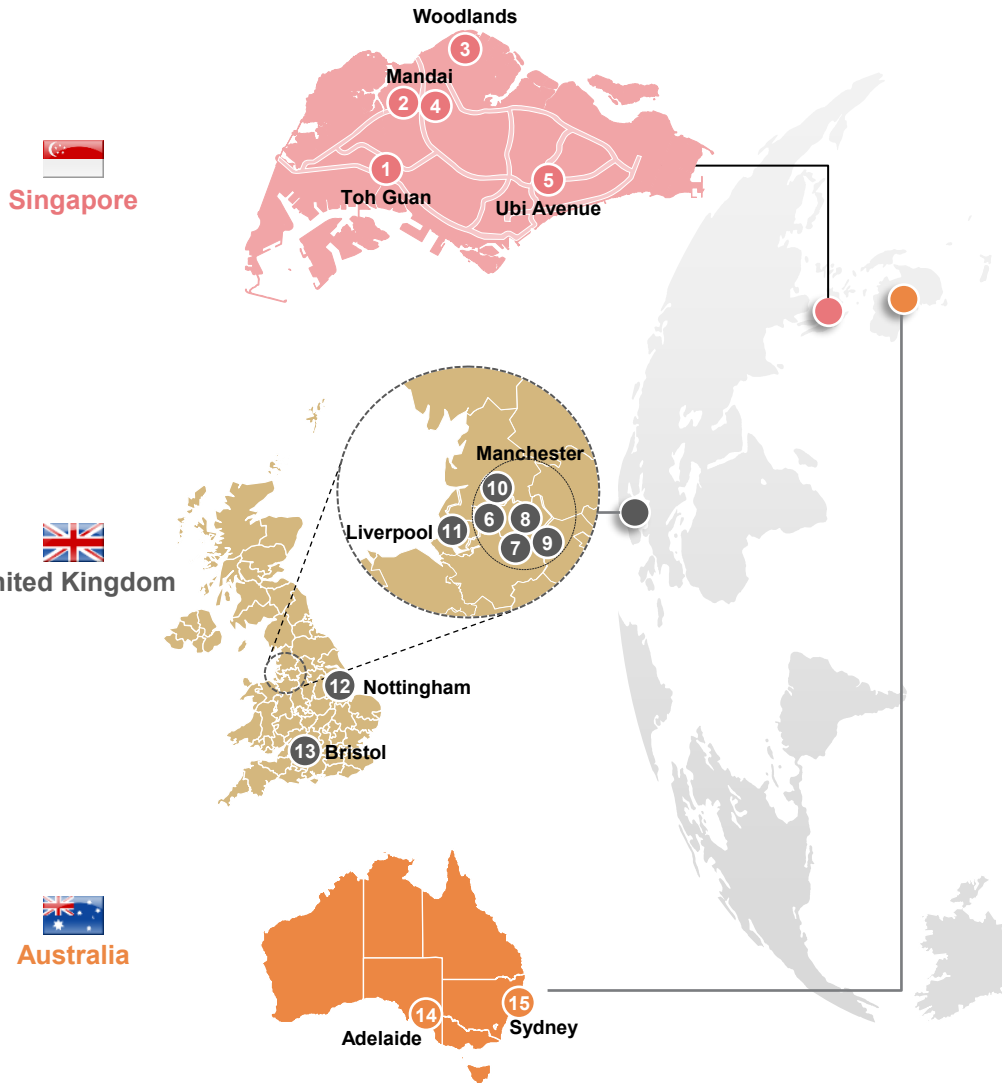 Woodlands
3
Mandai
2
4
Singapore
1
5
Toh Guan
Ubi Avenue
Manchester
10
Liverpool
11
6
8
7
9
nited Kingdom
12
Nottingham
13
Bristol
Australia
14
15
Adelaide
Sydney